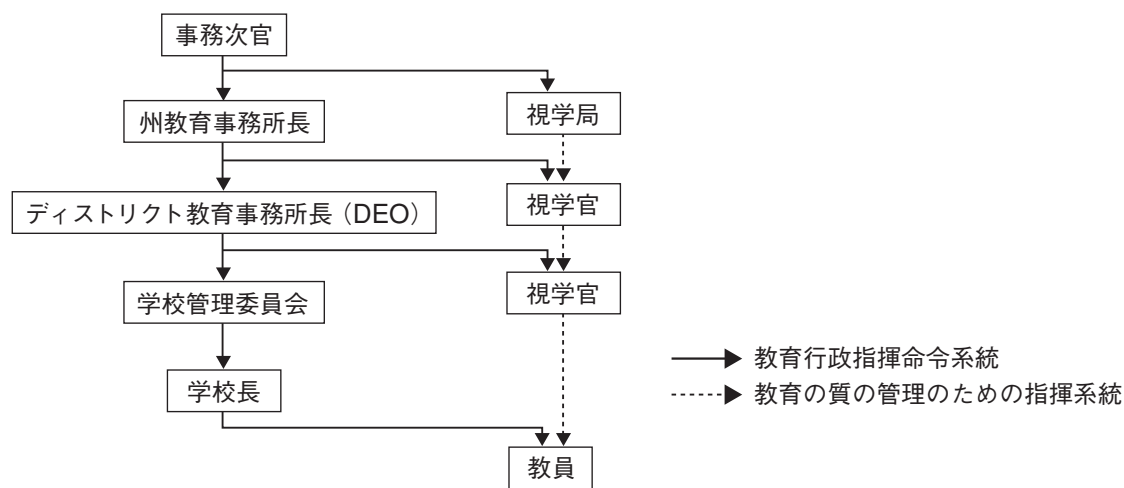 事務次官
州教育事務所長
視学局
ディストリクト教育事務所長(DEO)
視学官
学校管理委員会
視学官
学校長
教員
教育行政指揮命令系統
教育の質の管理のための指揮系統